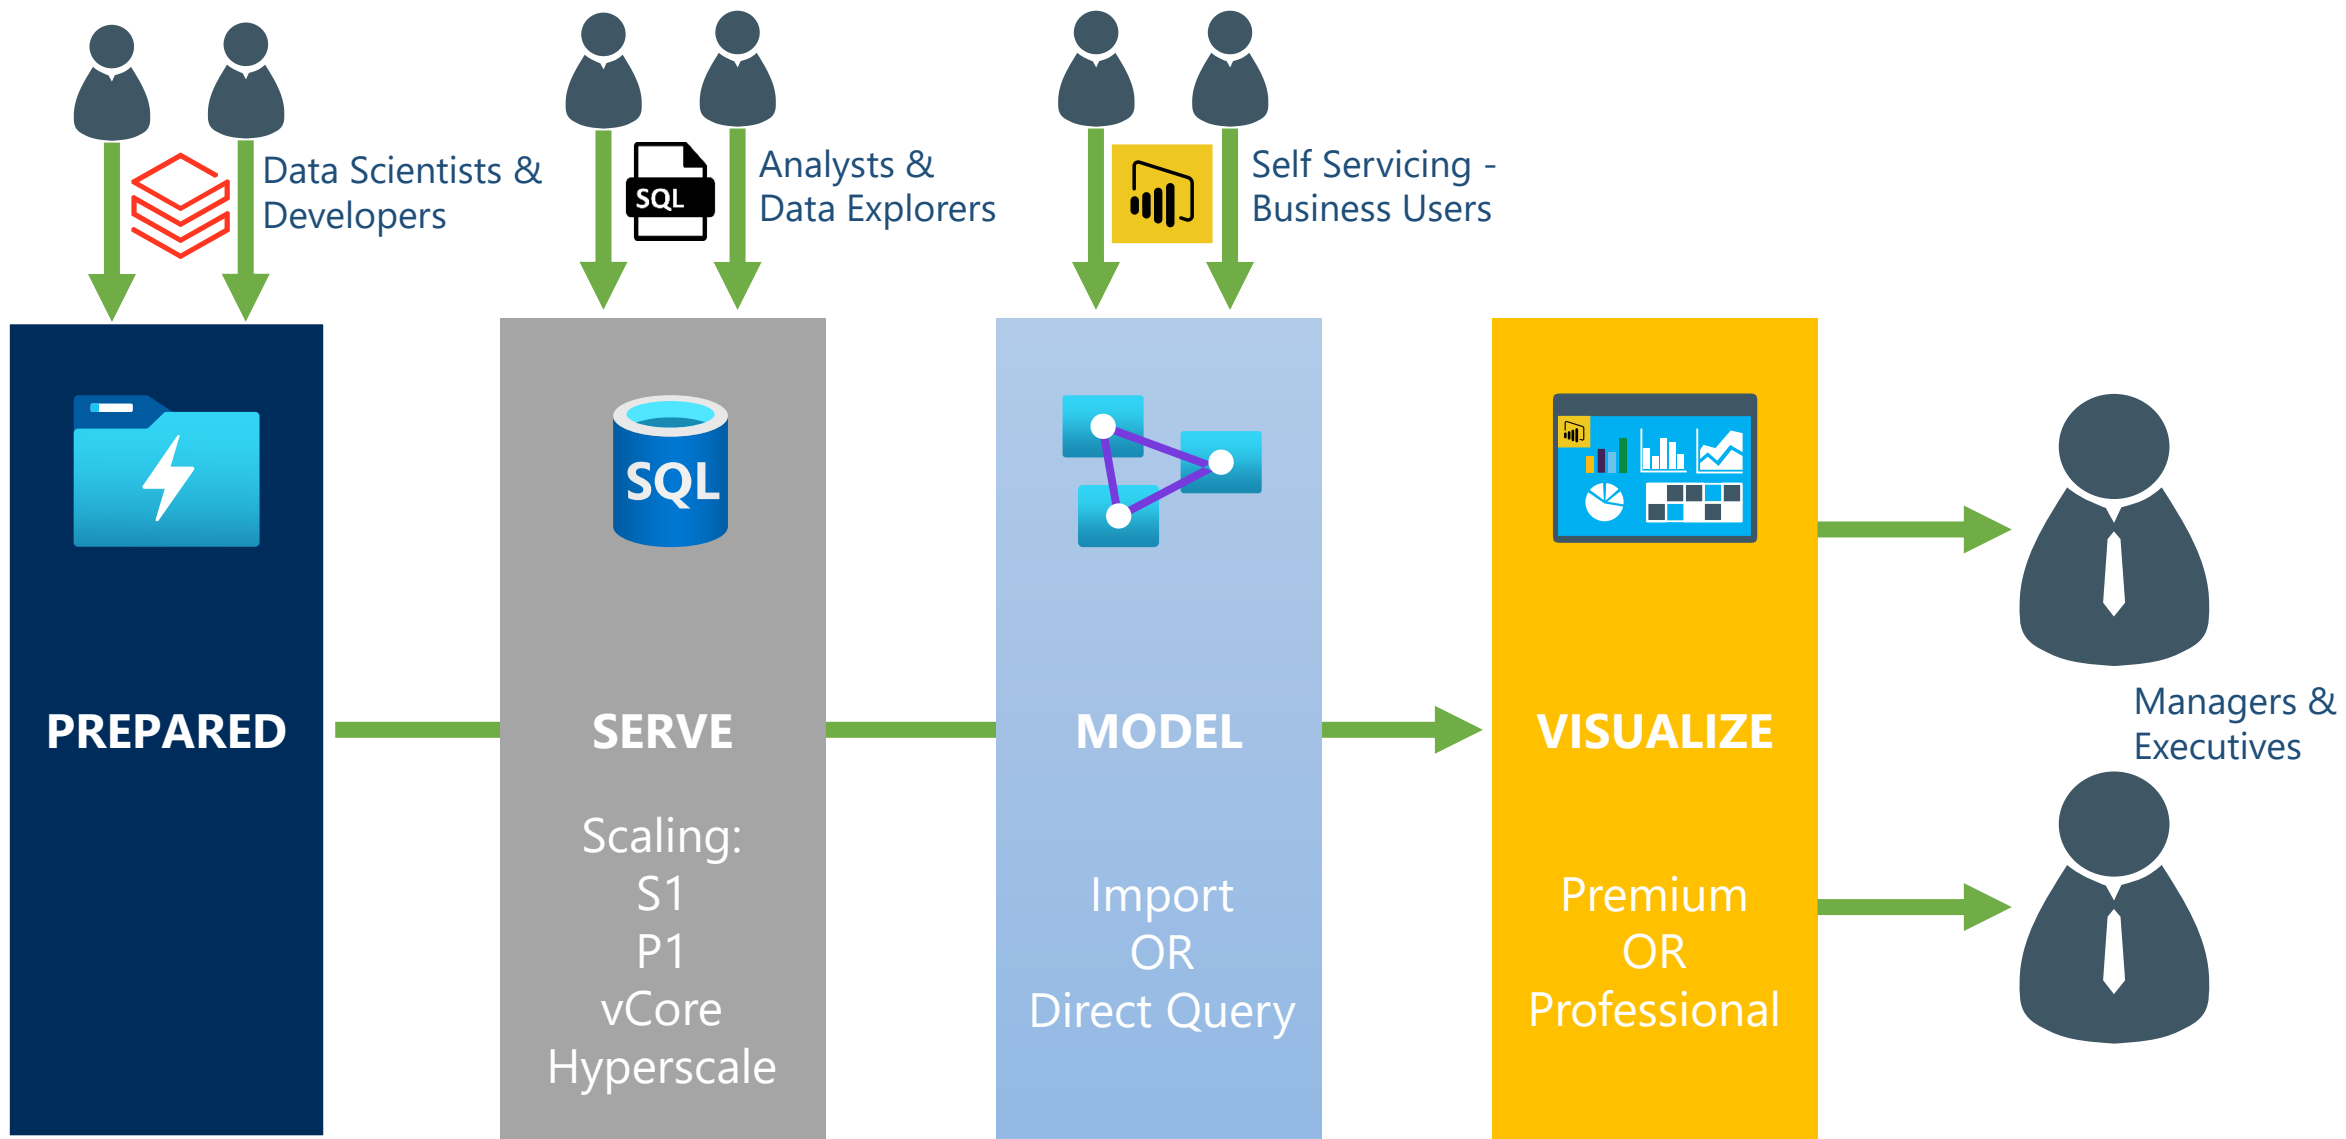 Data Scientists &
Developers
SQL
Analysts &
Data Explorers
Self Servicing -
Business Users
SQL
PREPARED
SERVE
Scaling:
S1
P1
vCore
Hyperscale
MODEL
Import
OR
Direct Query
VISUALIZE
Premium
OR
Professional
Managers &
Executives